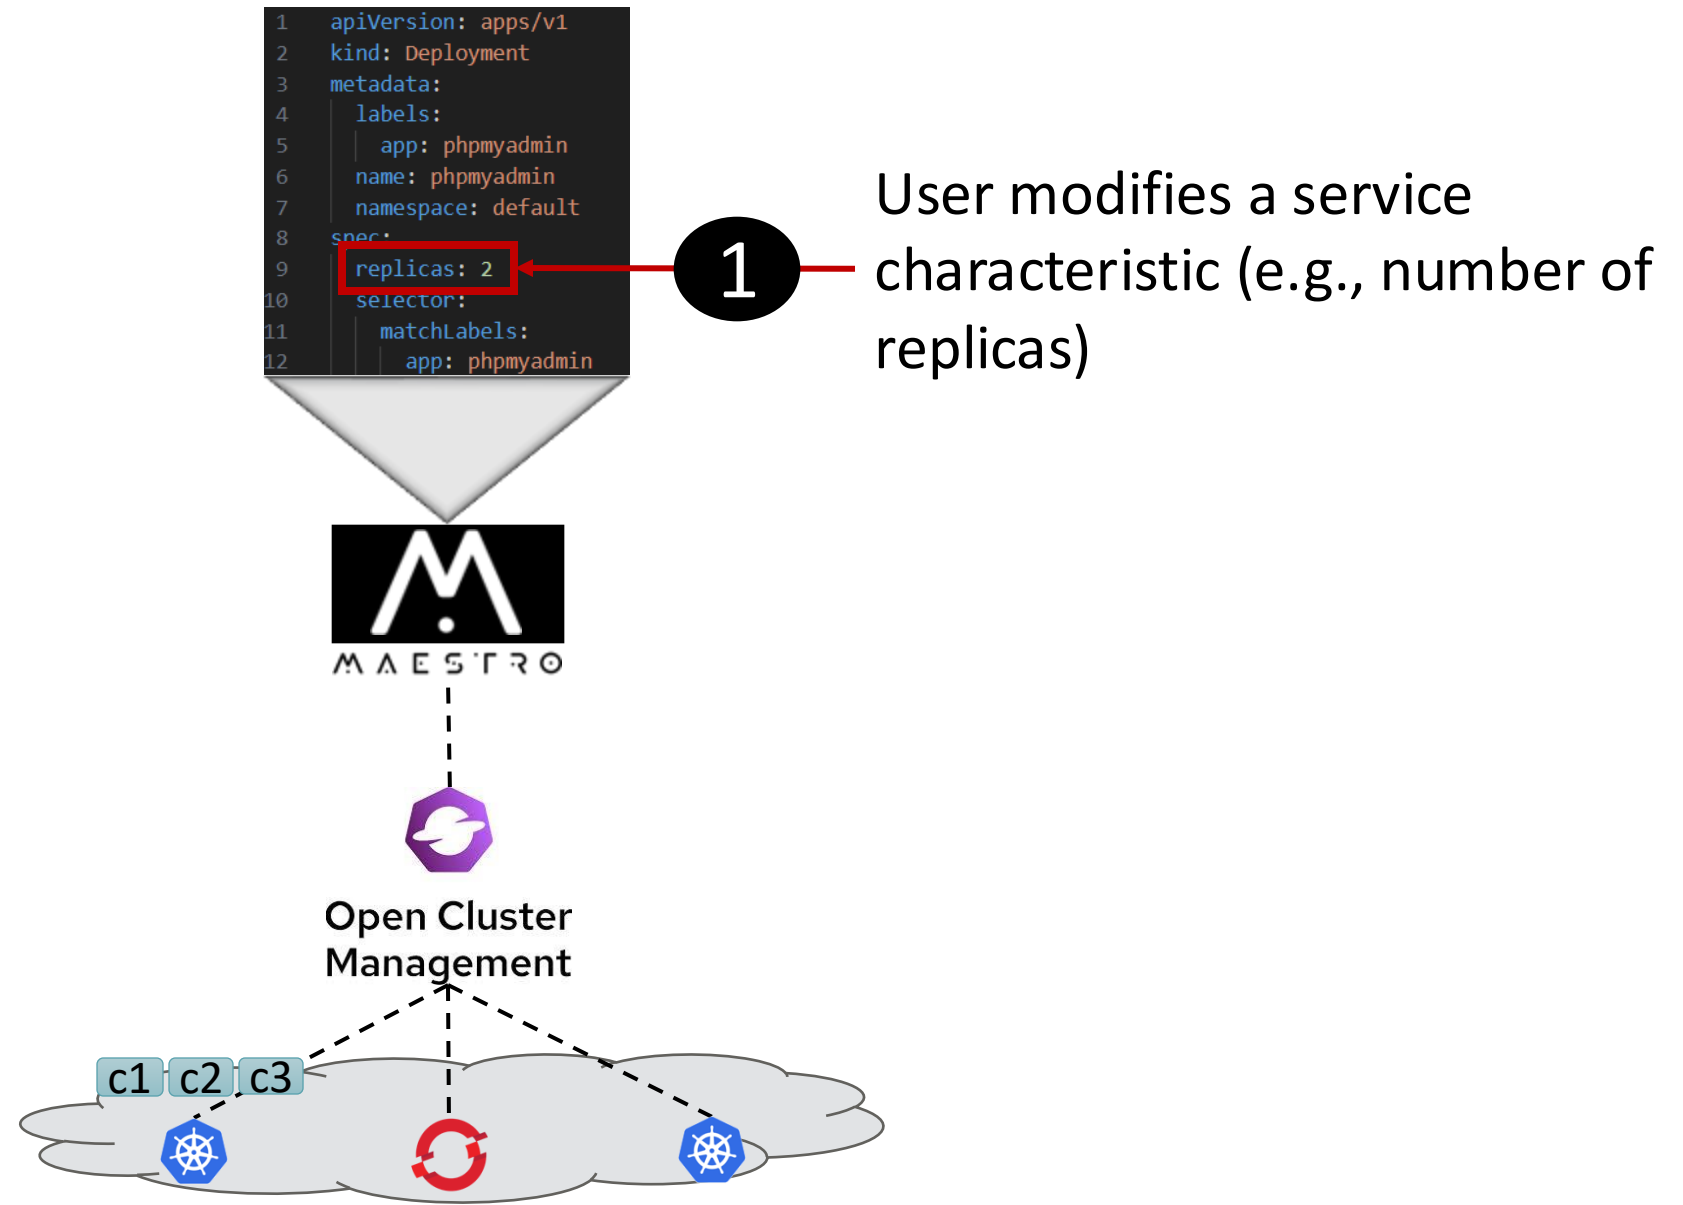 1 apiVersion: apps/v1
2 kind: Deployment
3 metadata:
4 labels:
5 app: phpmyadmin
6 name: phpmyadmin
7 namespace: default
8 spec:
9 replicas: 2
10 selector:
11 matchLabels:
12 app: phpmyadmin
1
User modifies a service
characteristic (e.g., number of
replicas)
MAESTRO
Open Cluster
Management
c1 c2 c3